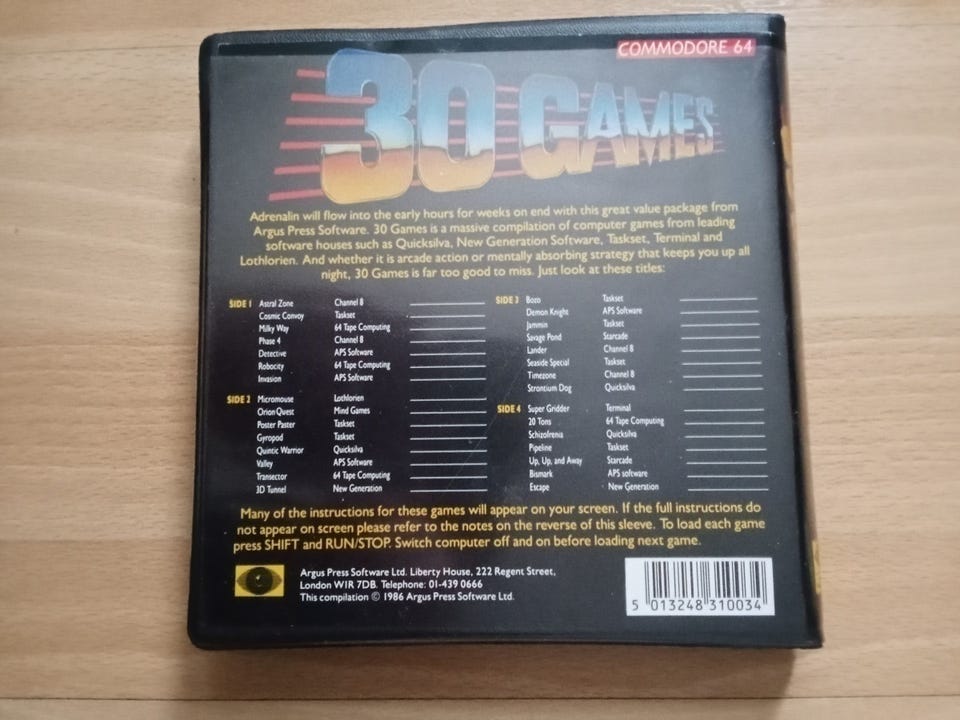 COMMODORE 64
30 GAMES
Adrenalin will flow into the early hours for weeks on end with this great value package from
Argus Press Software. 30 Games is a massive compilation of computer games from leading
software houses such as Quicksilva, New Generation Software, Taskset, Terminal and
Lothlorien. And whether it is arcade action or mentally absorbing strategy that keeps you up all
night, 30 Games is far too good to miss. Just look at these titles:
SIDE 1 Astral Zone Channel 8
Cosmic Convoy Taskset
Milky Way 64 Tape Computing
Phase 4 Channel 8
Detective APS Software
Robocity 64 Tape Computing
Invasion APS Software
SIDE 2 Micromouse Lothlorien
Orion Quest Mind Games
Poster Paster Taskset
Gyropod Taskset
Quintic Warrior Quicksilva
Valley APS Software
Transector 64 Tape Computing
3D Tunnel New Generation
SIDE 3 Bozo Taskset
Demon Knight APS Software
Jammin Taskset
Savage Pond Starcade
Lander Channel 8
Seaside Special Taskset
Timezone Channel 8
Strontium Dog Quicksilva
SIDE 4 Super Gridder Terminal
20 Tons 64 Tape Computing
Schizofrenia Quicksilva
Pipeline Taskset
Up, Up, and Away Starcade
Bismark APS software
Escape New Generation
Many of the instructions for these games will appear on your screen. If the full instructions do
not appear on screen please refer to the notes on the reverse of this sleeve. To load each game
press SHIFT and RUN/STOP. Switch computer off and on before loading next game.
Argus Press Software Ltd. Liberty House, 222 Regent Street,
London W1R 7DB. Telephone: 01-439 0666
This compilation © 1986 Argus Press Software Ltd.
5 013248 310034